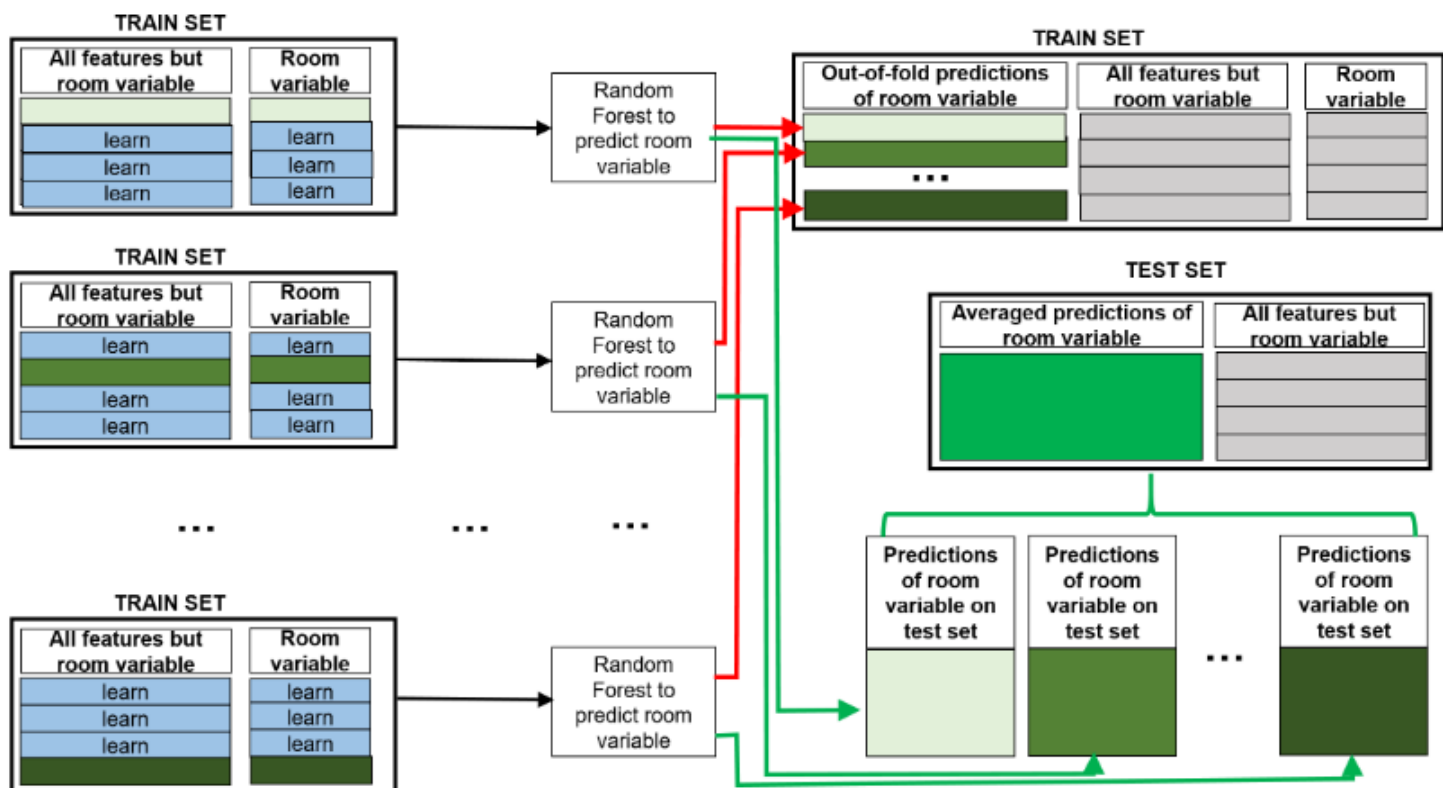 TRAIN SET
All features but
room variable
Room
variable
learn
learn
learn
learn
learn
learn
Random
Forest to
predict room
variable
TRAIN SET
Out-of-fold predictions
of room variable
All features but
room variable
Room
variable
...
TRAIN SET
All features but
room variable
Room
variable
learn
learn
learn
learn
learn
learn
Random
Forest to
predict room
variable
TEST SET
Averaged predictions of
room variable
All features but
room variable
...
...
...
Predictions
of room
variable on
test set
Predictions
of room
variable on
test set
...
Predictions
of room
variable on
test set
TRAIN SET
All features but
room variable
Room
variable
learn
learn
learn
learn
learn
learn
Random
Forest to
predict room
variable